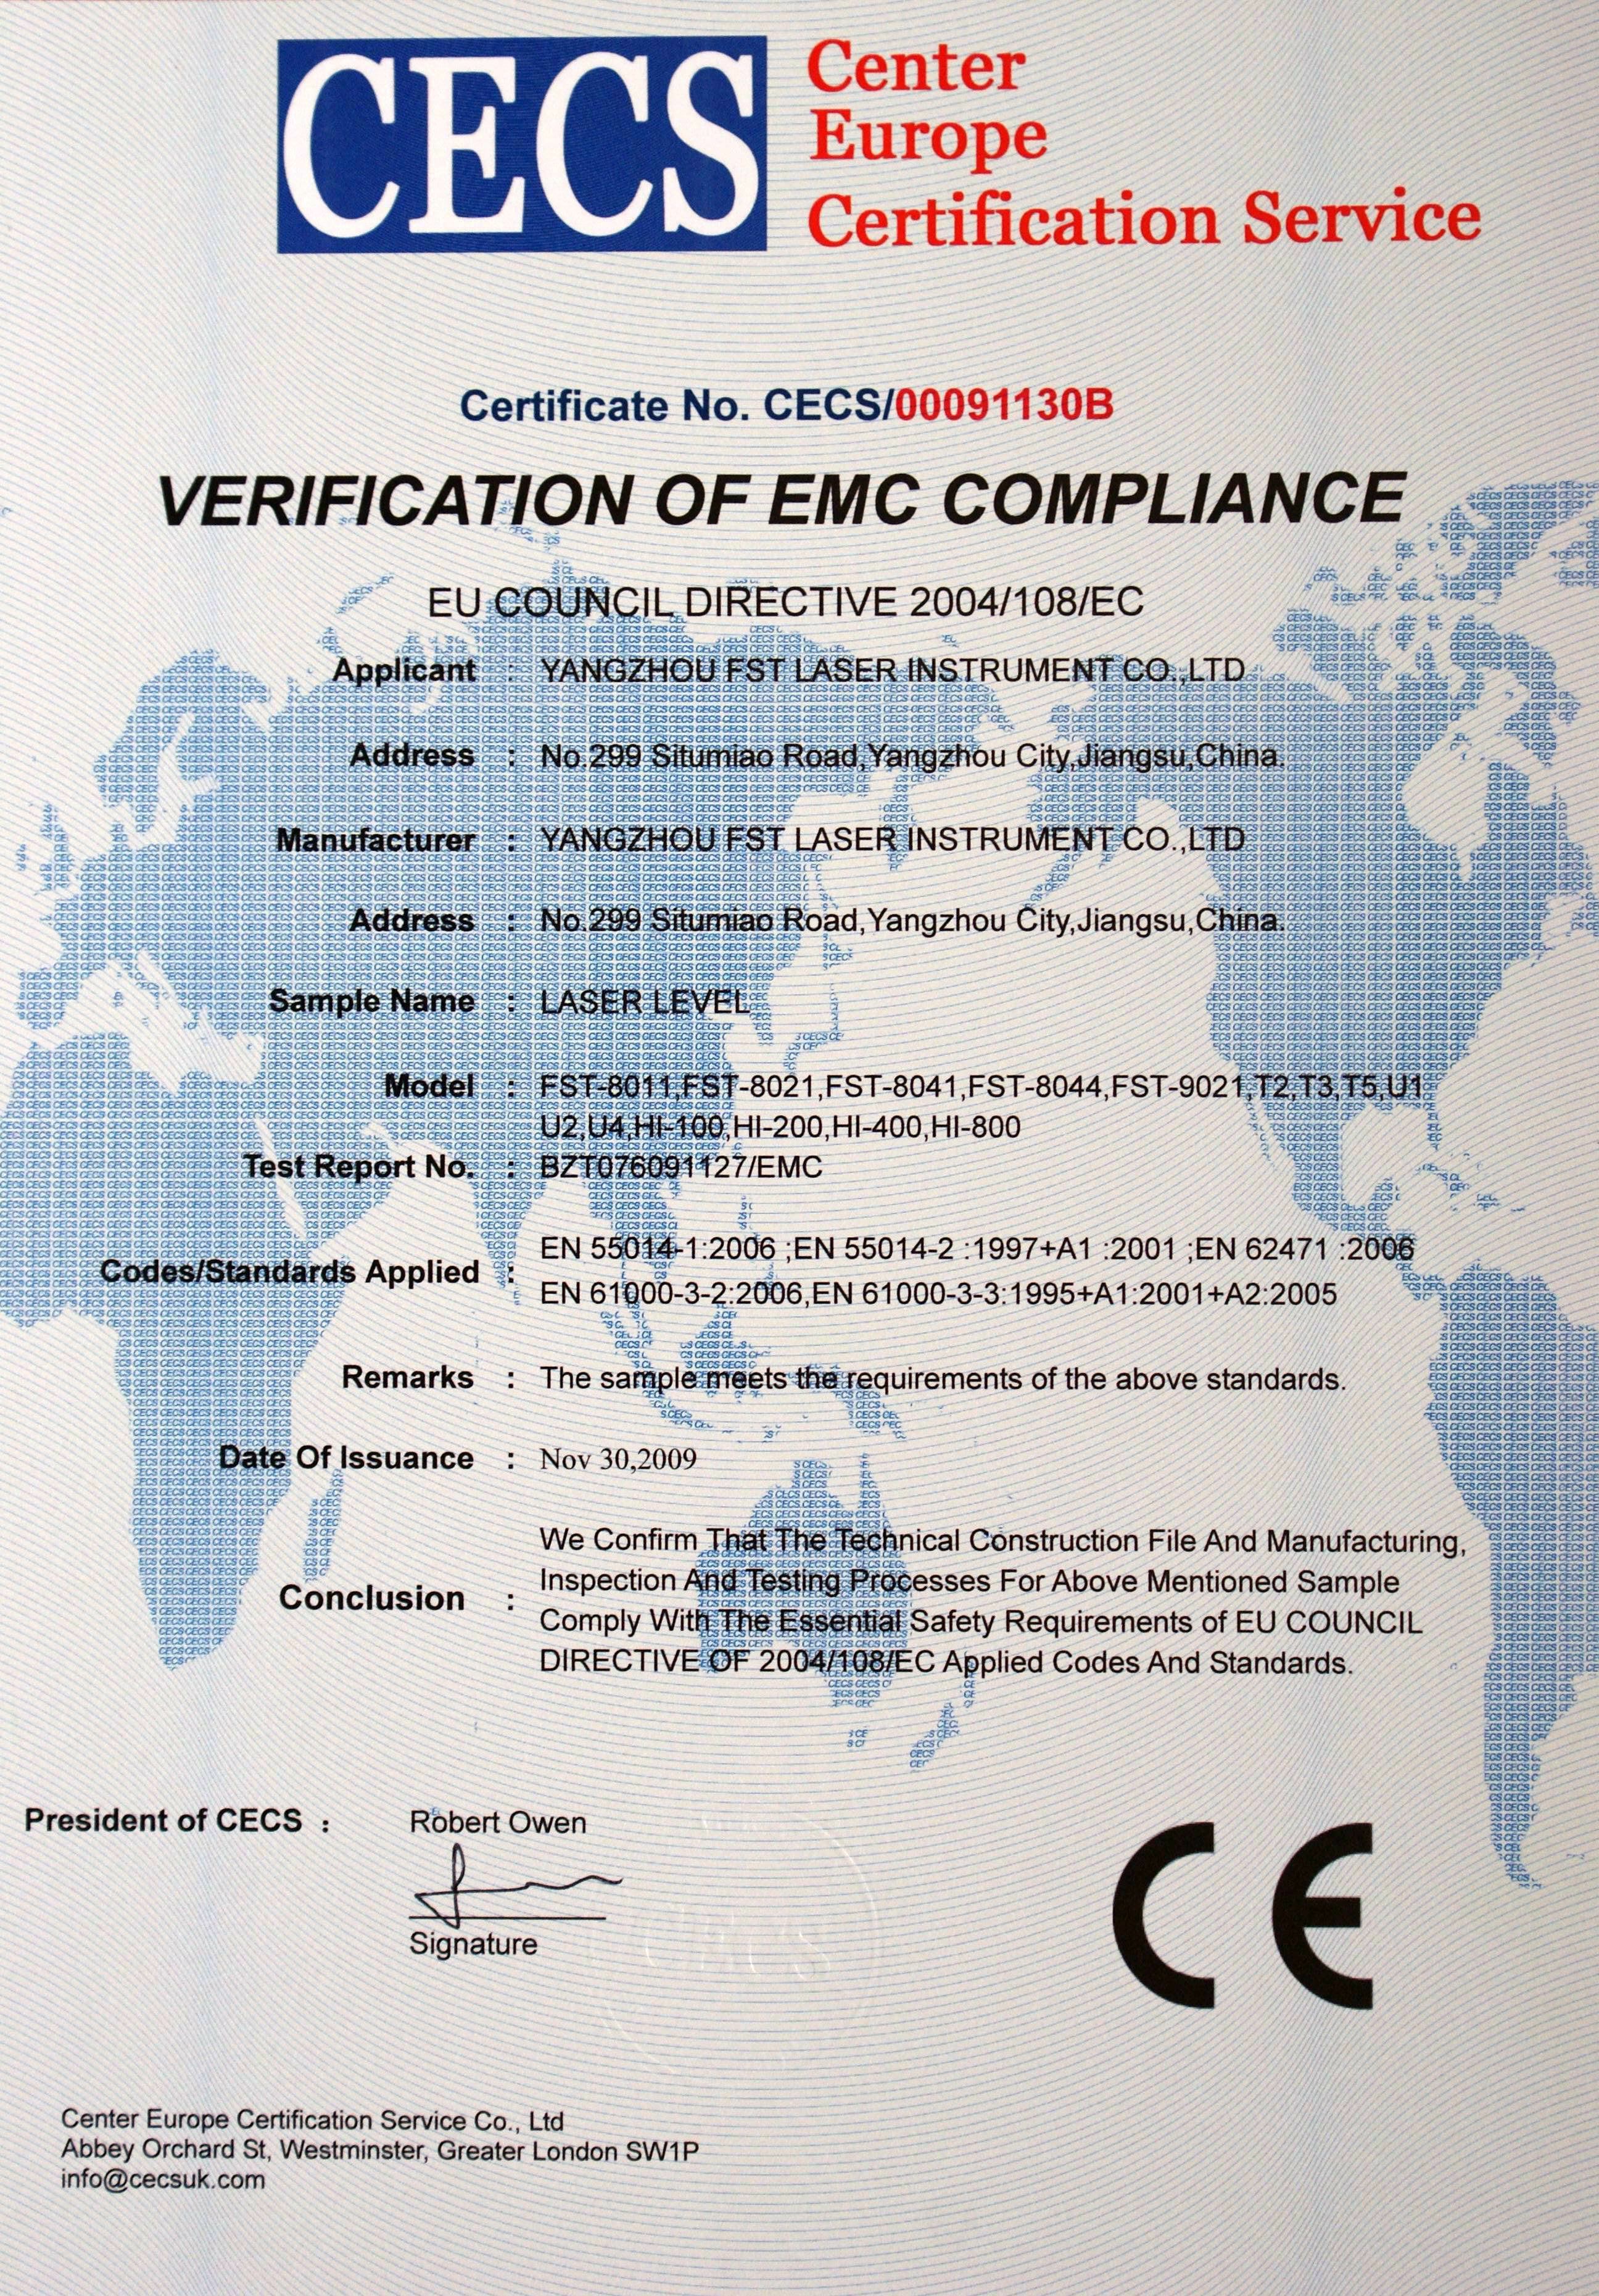 CECS
Center
Europe
Certification Service
Certificate No. CECS/00091130B
VERIFICATION OF EMC COMPLIANCE
EU COUNCIL DIRECTIVE 2004/108/EC
Applicant : YANGZHOU FST LASER INSTRUMENT CO.,LTD
Address : No.299 Situmiao Road,Yangzhou City,Jiangsu,China.
Manufacturer : YANGZHOU FST LASER INSTRUMENT CO.,LTD
Address : No.299 Situmiao Road,Yangzhou City,Jiangsu,China.
Sample Name : LASER LEVEL
Model : FST-8011,FST-8021,FST-8041,FST-8044,FST-9021,T2,T3,T5,U1
U2,U4,HI-100,HI-200,HI-400,HI-800
Test Report No. : BZT076091127/EMC
Codes/Standards Applied : EN 55014-1:2006 ;EN 55014-2 :1997+A1 :2001 ;EN 62471 :2006
EN 61000-3-2:2006,EN 61000-3-3:1995+A1:2001+A2:2005
Remarks : The sample meets the requirements of the above standards.
Date Of Issuance : Nov 30,2009
Conclusion : We Confirm That The Technical Construction File And Manufacturing,
Inspection And Testing Processes For Above Mentioned Sample
Comply With The Essential Safety Requirements of EU COUNCIL
DIRECTIVE OF 2004/108/EC Applied Codes And Standards.
President of CECS : Robert Owen
Signature
CECS
CE
Center Europe Certification Service Co., Ltd
Abbey Orchard St, Westminster, Greater London SW1P
info@cecsuk.com